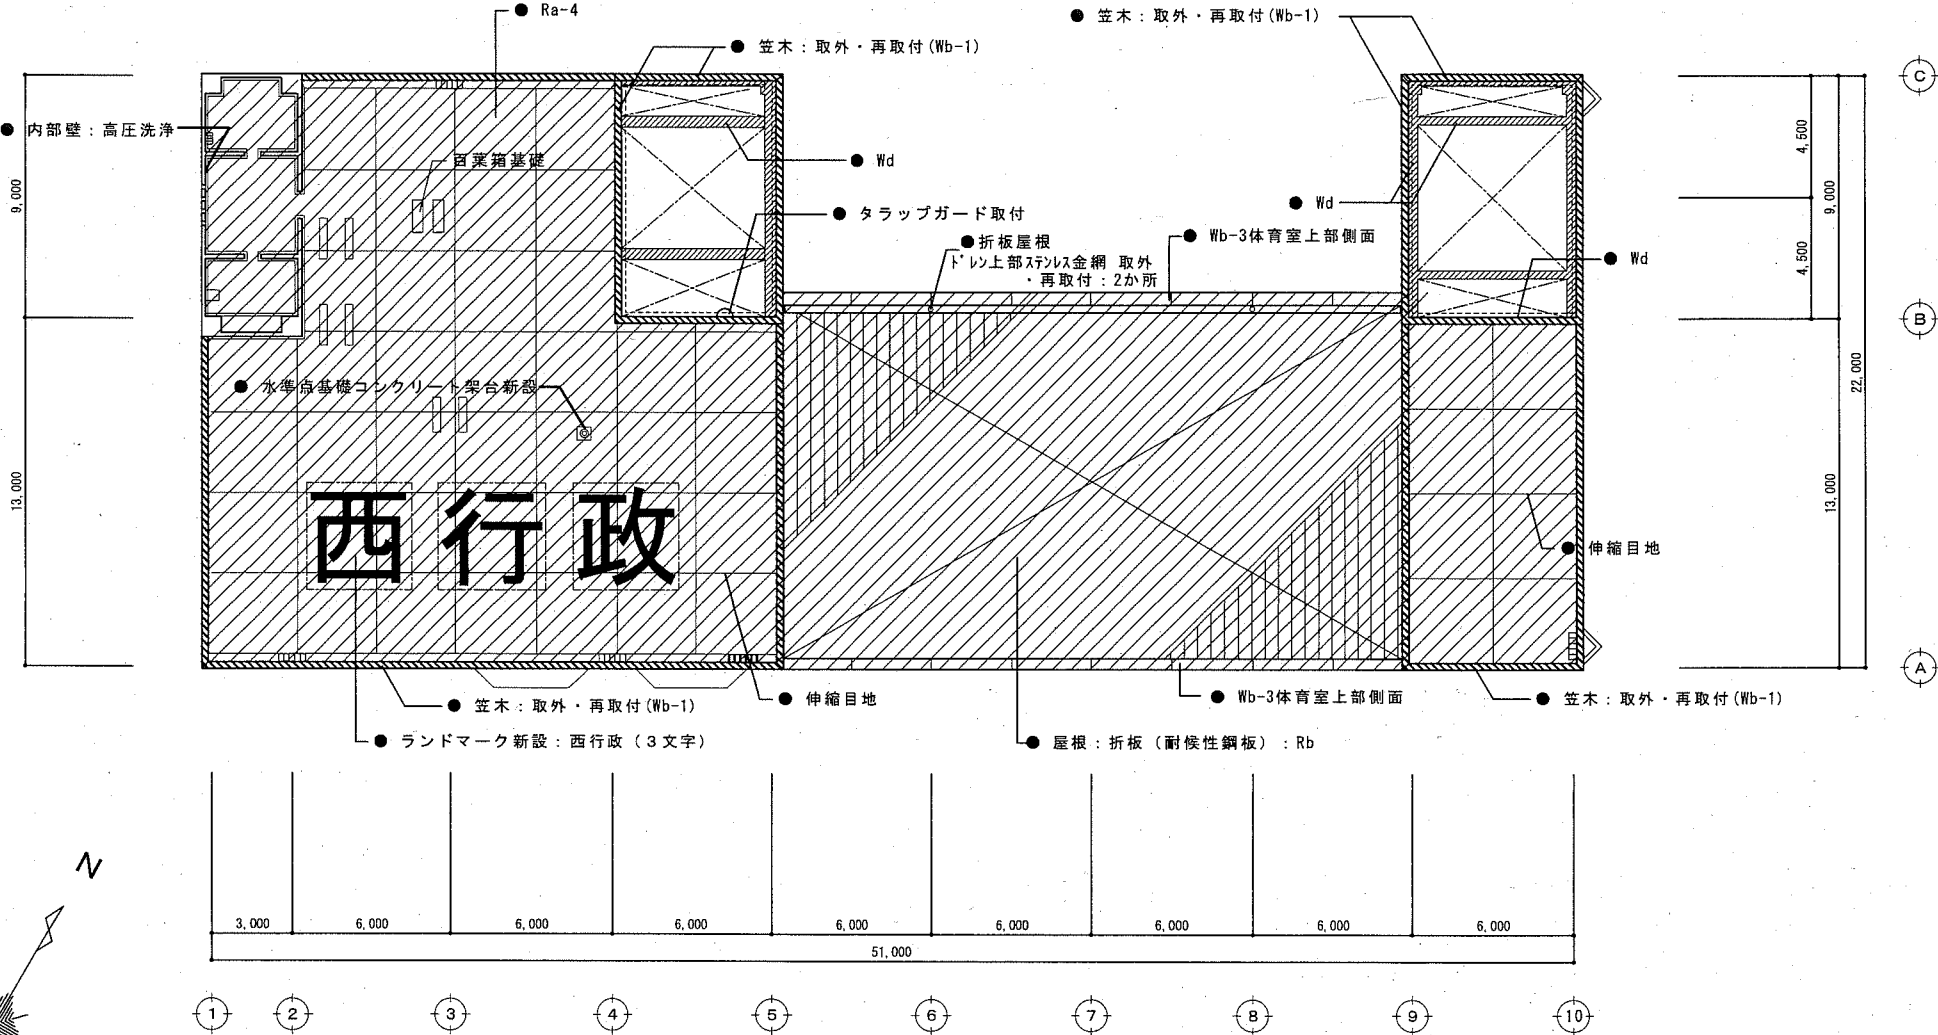 ● Ra-4
● 笠木：取外・再取付(Wb-1)
● 笠木：取外・再取付(Wb-1)
C
● 内部壁：高圧洗浄
百葉箱基礎
● Wd
4,500
9,000
9,000
● Wd
● タラップガード取付
● Wb-3体育室上部側面
● 折板屋根
ドレン上部ステンレス金網 取外
・再取付：2か所
4,500
● Wd
B
22,000
● 水準点基礎コンクリート架台新設
13,000
13,000
西行政
● 伸縮目地
A
● 笠木：取外・再取付(Wb-1)
● 伸縮目地
● Wb-3体育室上部側面
● 笠木：取外・再取付(Wb-1)
● ランドマーク新設：西行政（３文字）
● 屋根：折板（耐候性鋼板）：Rb
N
3,000 6,000 6,000 6,000 6,000 6,000 6,000 6,000 6,000
51,000
1 2 3 4 5 6 7 8 9 10